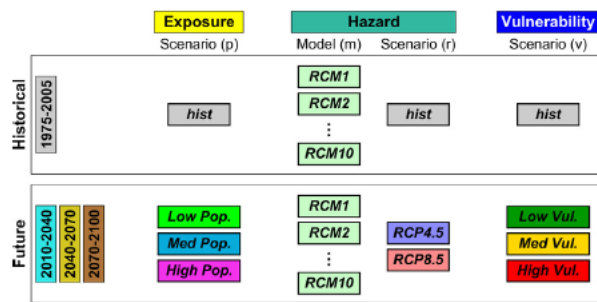 Exposure Hazard Vulnerability
Scenario (p) Model (m) Scenario (r) Scenario (v)
Historical
1975-2005
hist
RCM1
RCM2
⋮
RCM10
hist
hist
Future
2010-2040
2040-2070
2070-2100
Low Pop.
Med Pop.
High Pop.
RCM1
RCM2
⋮
RCM10
RCP4.5
RCP8.5
Low Vul.
Med Vul.
High Vul.